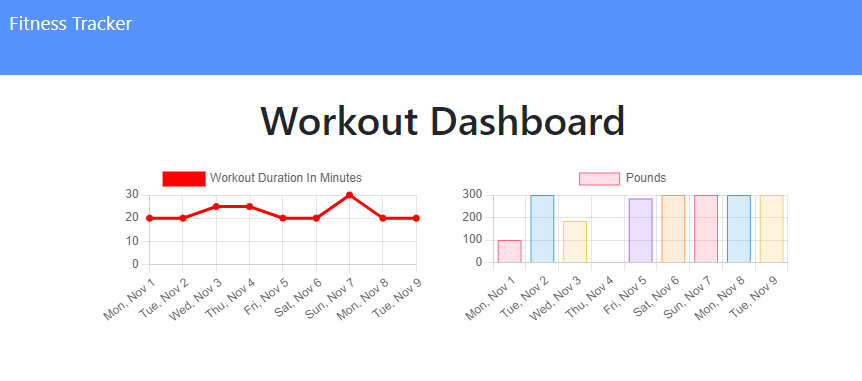 Fitness Tracker
Workout Dashboard
Workout Duration In Minutes
30
20
10
0
Mon, Nov 1
Tue, Nov 2
Wed, Nov 3
Thu, Nov 4
Fri, Nov 5
Sat, Nov 6
Sun, Nov 7
Mon, Nov 8
Tue, Nov 9
Pounds
300
200
100
0
Mon, Nov 1
Tue, Nov 2
Wed, Nov 3
Thu, Nov 4
Fri, Nov 5
Sat, Nov 6
Sun, Nov 7
Mon, Nov 8
Tue, Nov 9